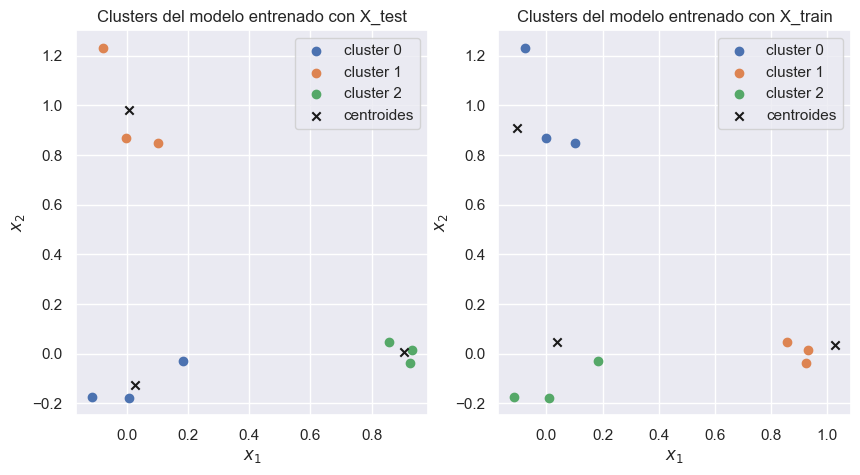 Clusters del modelo entrenado con X_test
cluster 0
cluster 1
cluster 2
centroides
1.2
1.0
0.8
0.6
0.4
0.2
0.0
−0.2
x2
0.0
0.2
0.4
0.6
0.8
x1
Clusters del modelo entrenado con X_train
cluster 0
cluster 1
cluster 2
centroides
1.2
1.0
0.8
0.6
0.4
0.2
0.0
−0.2
x2
0.0
0.2
0.4
0.6
0.8
1.0
x1